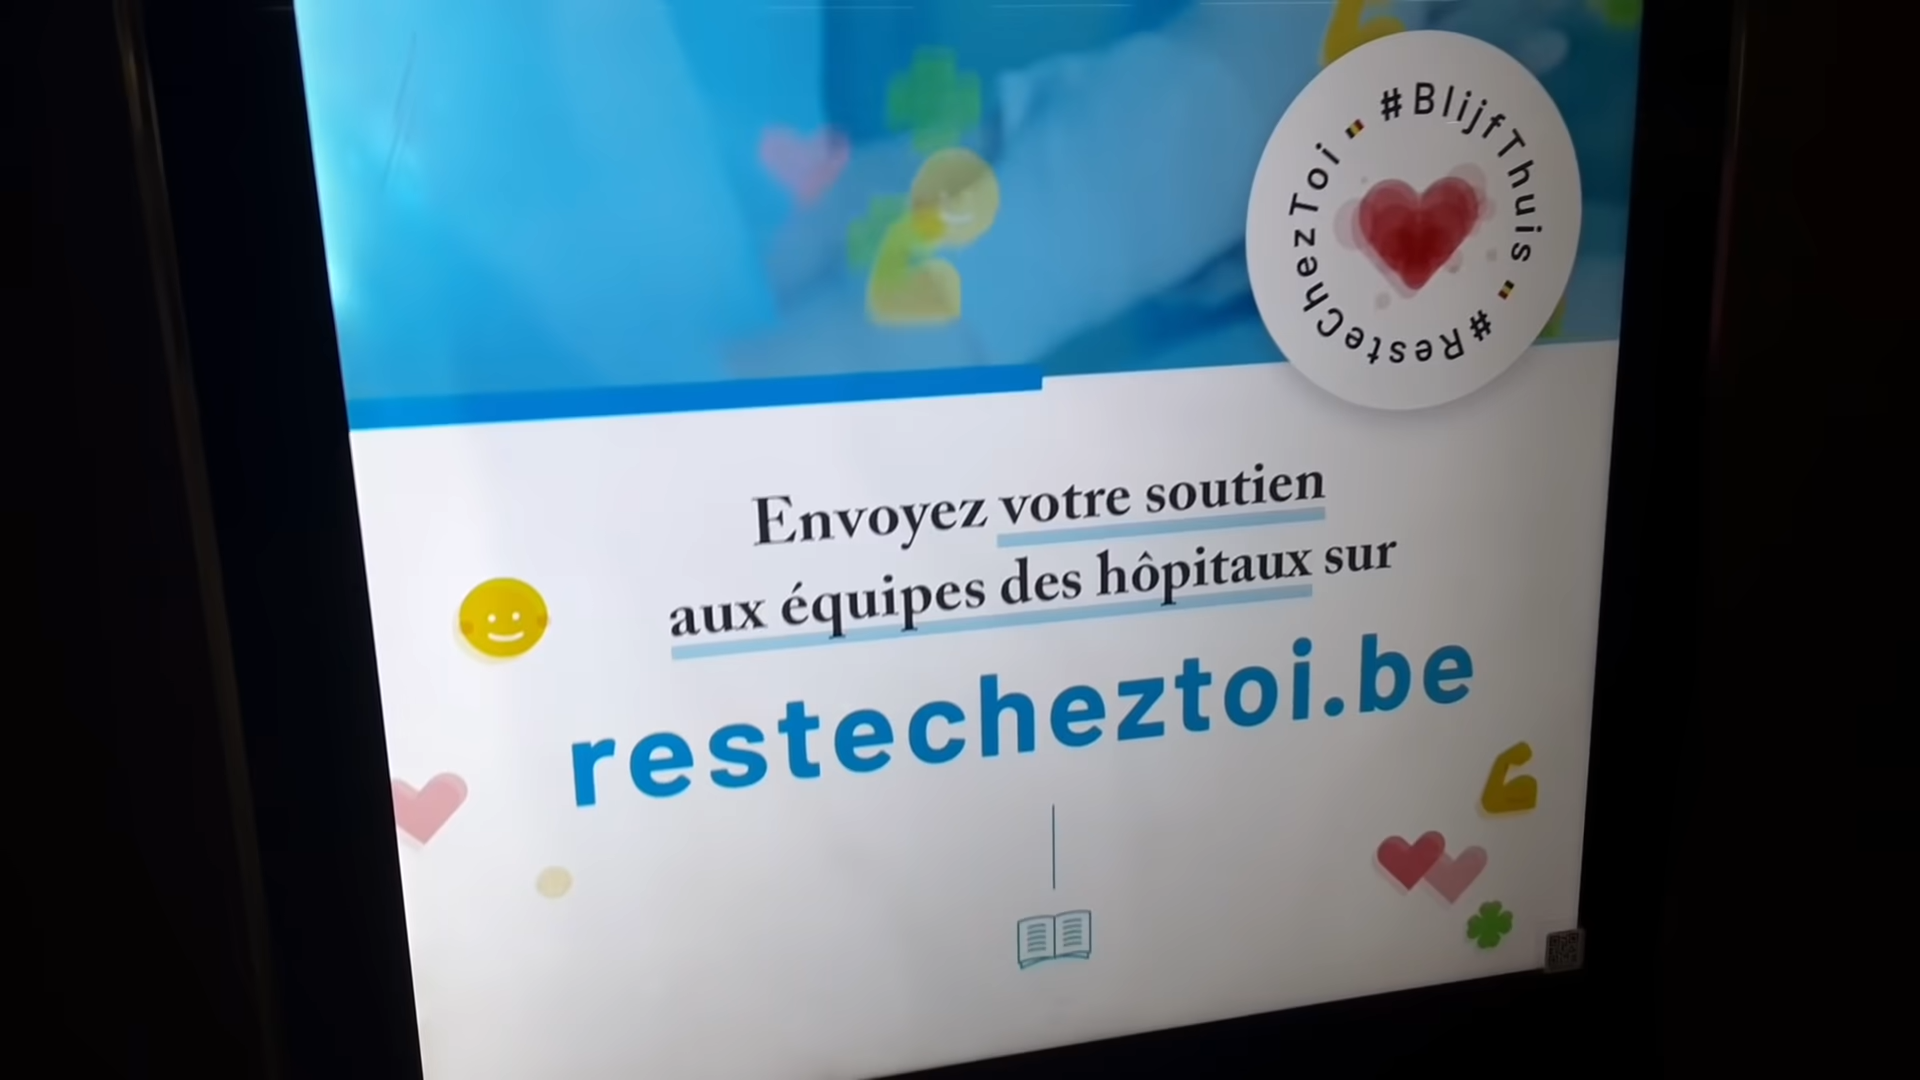 #BlijfThuis
#ResteChezToi
Envoyez votre soutien
aux équipes des hôpitaux sur
restecheztoi.be